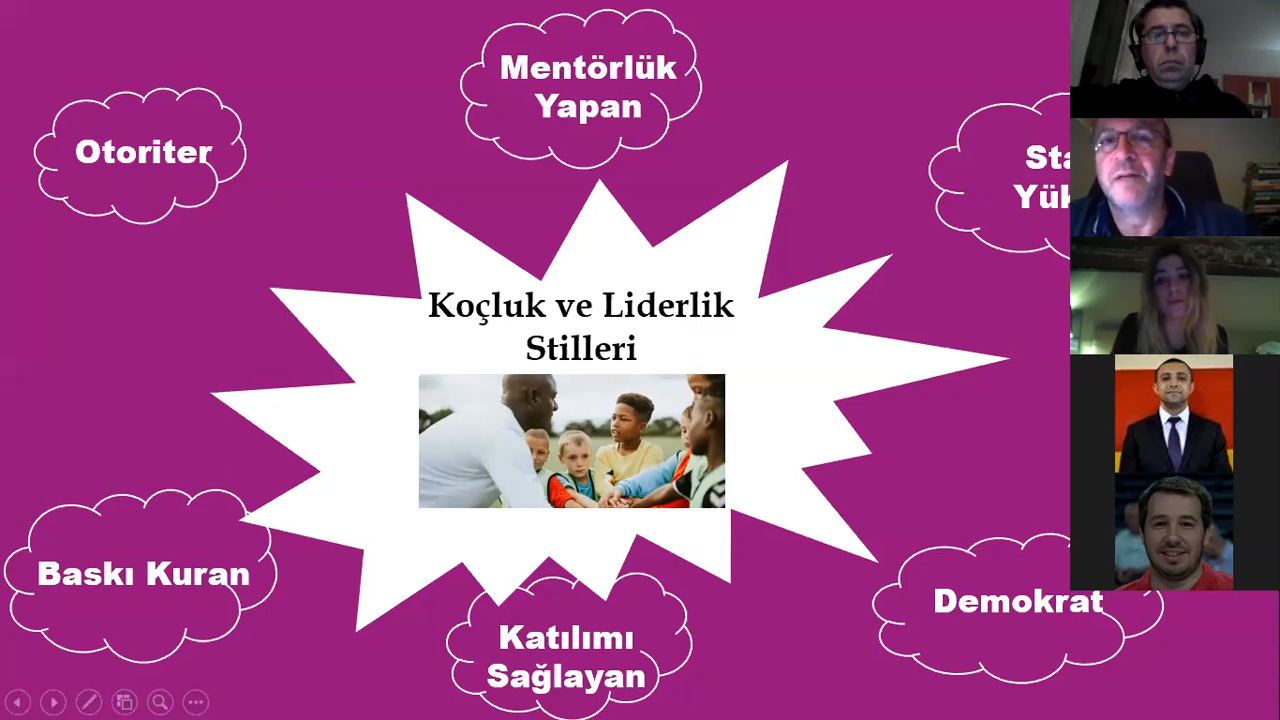 Mentörlük
Yapan
Otoriter
Koçluk ve Liderlik
Stilleri
Baskı Kuran
Demokrat
Katılımı
Sağlayan